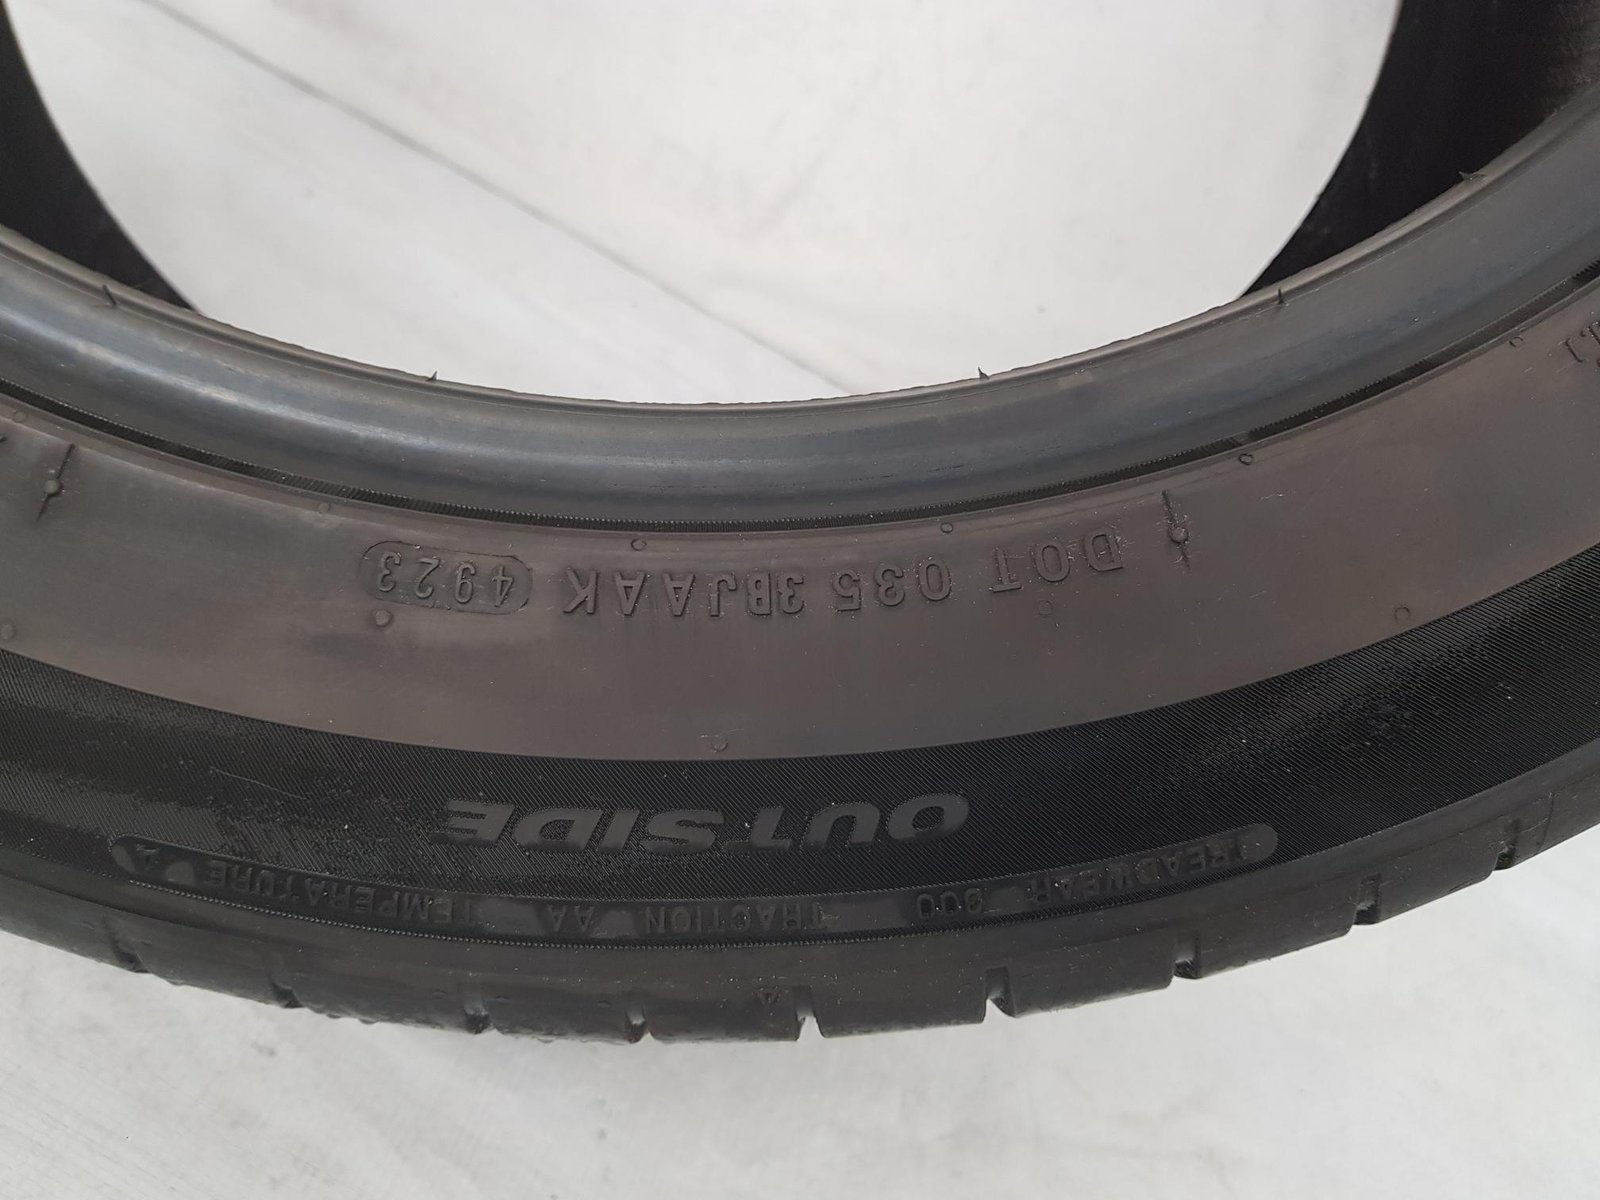 DOT 035 3BJAAK 4923
OUTSIDE
TREADWEAR 300 TRACTION AA TEMPERATURE A